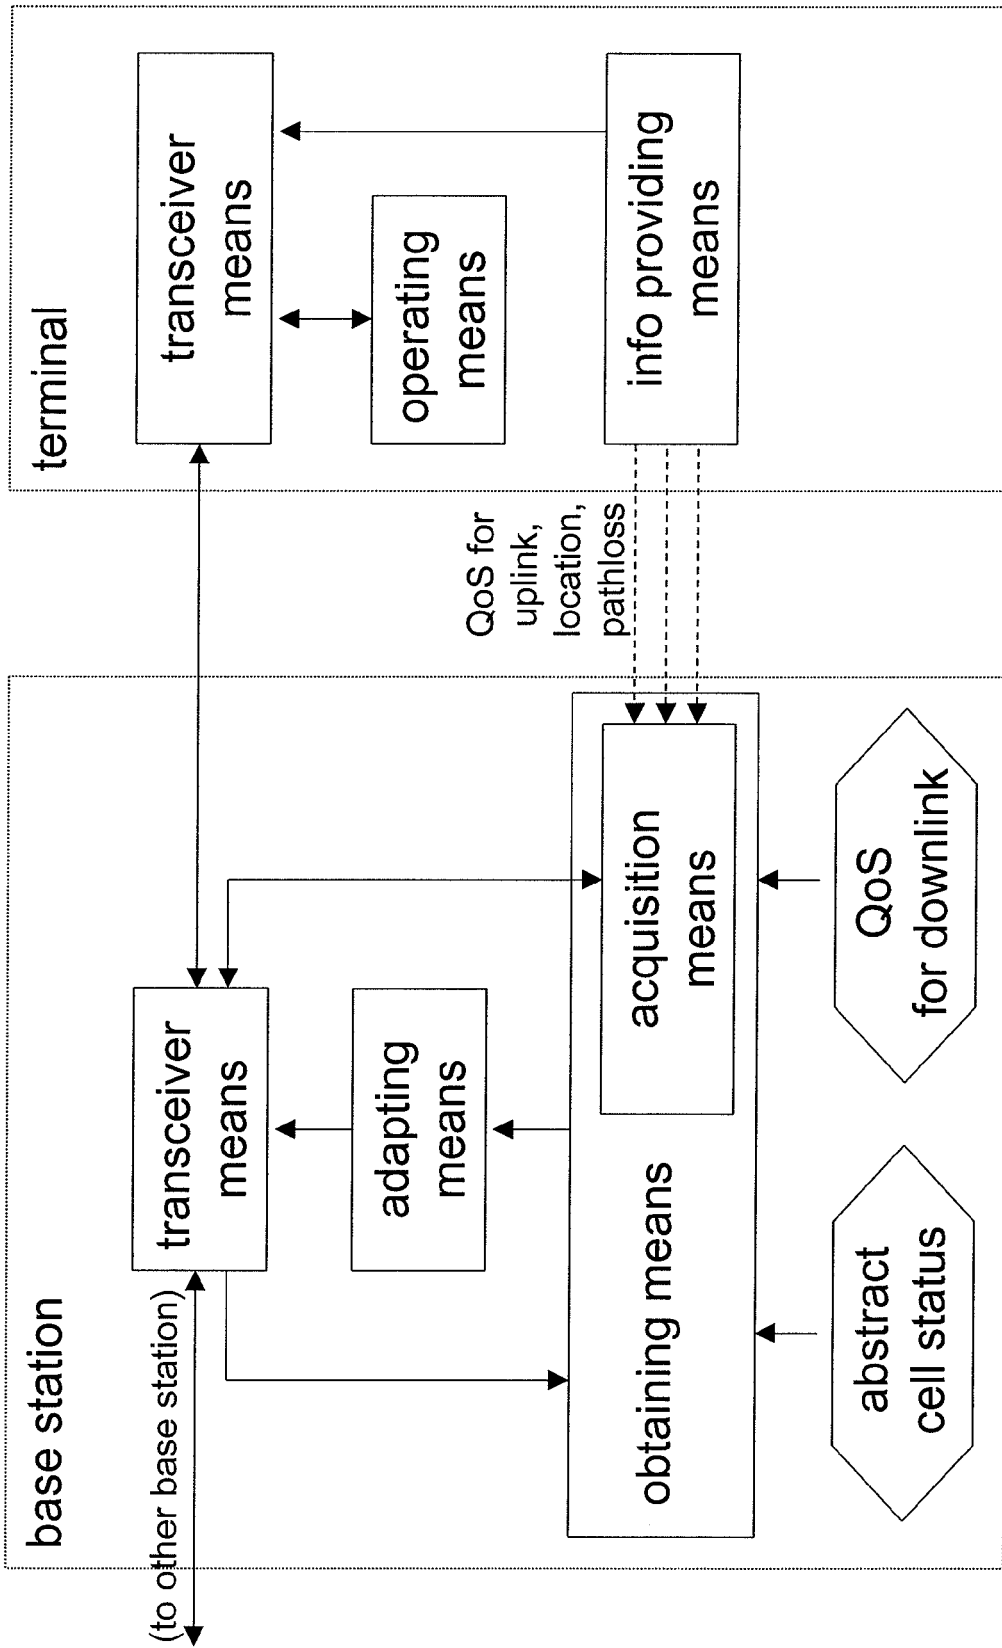 base station
(to other base station)
transceiver
means
adapting
means
obtaining means
acquisition
means
abstract
cell status
QoS
for downlink
QoS for
uplink,
location,
pathloss
terminal
transceiver
means
operating
means
info providing
means